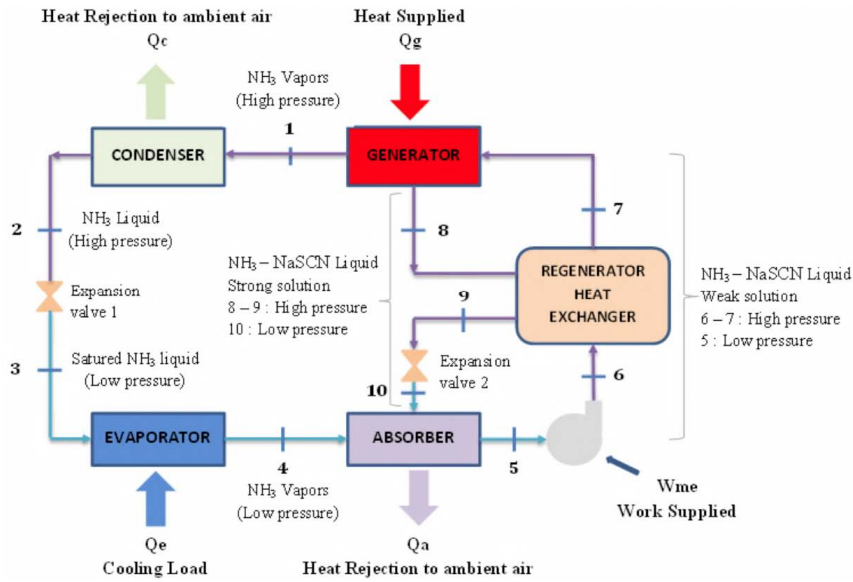 Heat Rejection to ambient air
Qc
Heat Supplied
Qg
NH₃ Vapors
(High pressure)
1
CONDENSER
GENERATOR
2
NH₃ Liquid
(High pressure)
8
7
NH₃ – NaSCN Liquid
Strong solution
8 – 9 : High pressure
10 : Low pressure
REGENERATOR
HEAT
EXCHANGER
NH₃ – NaSCN Liquid
Weak solution
6 – 7 : High pressure
5 : Low pressure
Expansion
valve 1
9
3
Satured NH₃ liquid
(Low pressure)
Expansion
valve 2
10
6
EVAPORATOR
ABSORBER
4
5
NH₃ Vapors
(Low pressure)
Wme
Work Supplied
Qe
Cooling Load
Qa
Heat Rejection to ambient air